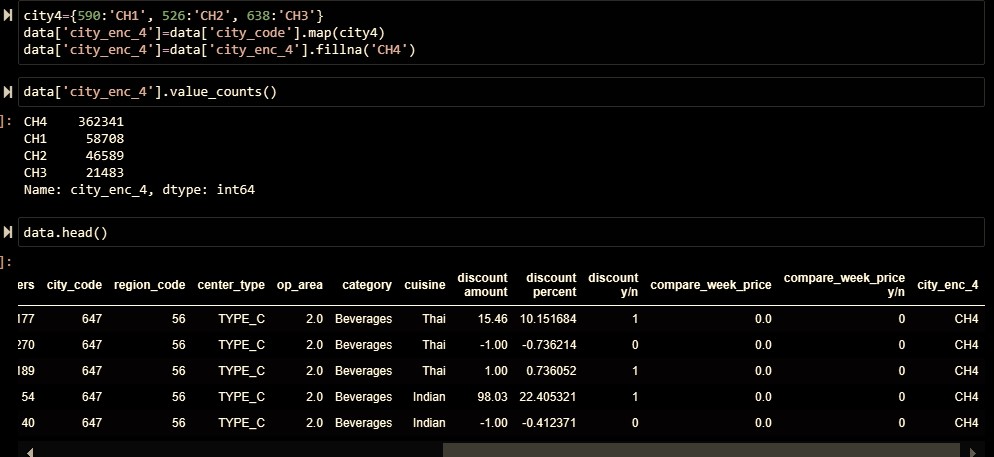 city4={590:'CH1', 526:'CH2', 638:'CH3'}
data['city_enc_4']=data['city_code'].map(city4)
data['city_enc_4']=data['city_enc_4'].fillna('CH4')
data['city_enc_4'].value_counts()
]:
CH4 362341
CH1 58708
CH2 46589
CH3 21483
Name: city_enc_4, dtype: int64
data.head()
]:
ers city_code region_code center_type op_area category cuisine discount amount discount percent discount y/n compare_week_price compare_week_price y/n city_enc_4
177 647 56 TYPE_C 2.0 Beverages Thai 15.46 10.151684 1 0.0 0 CH4
270 647 56 TYPE_C 2.0 Beverages Thai -1.00 -0.736214 0 0.0 0 CH4
189 647 56 TYPE_C 2.0 Beverages Thai 1.00 0.736052 1 0.0 0 CH4
54 647 56 TYPE_C 2.0 Beverages Indian 98.03 22.405321 1 0.0 0 CH4
40 647 56 TYPE_C 2.0 Beverages Indian -1.00 -0.412371 0 0.0 0 CH4